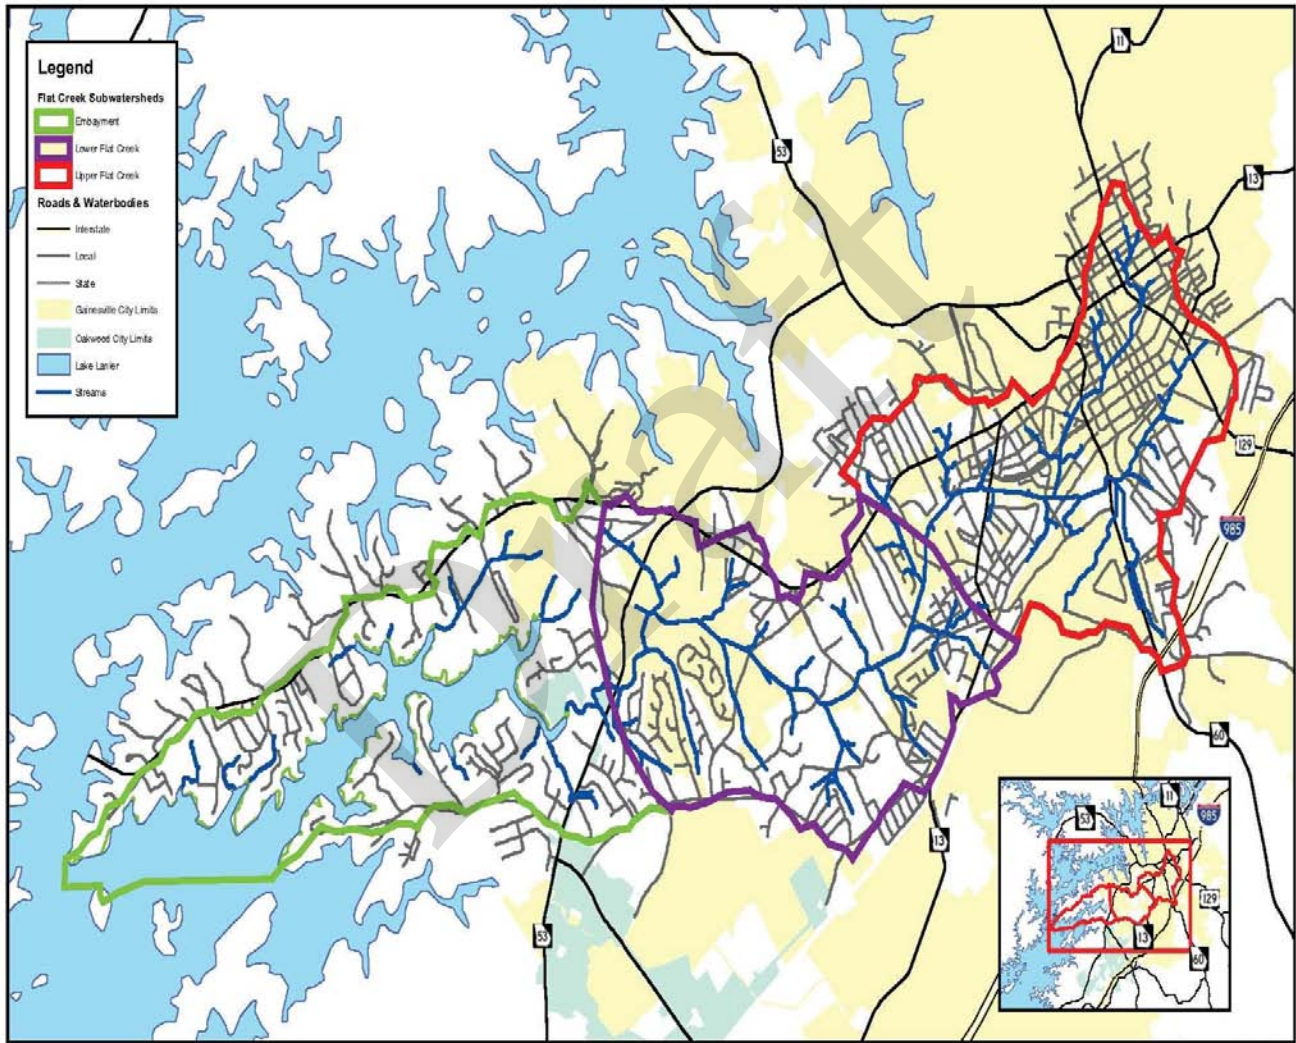 Legend
Flat Creek Subwatersheds
Embayment
Lower Flat Creek
Upper Flat Creek
Roads & Waterbodies
Interstate
Local
State
Gainesville City Limits
Oakwood City Limits
Lake Lanier
Streams
11
53
13
129
985
60
13
53
Draft
11
53
985
129
13
60